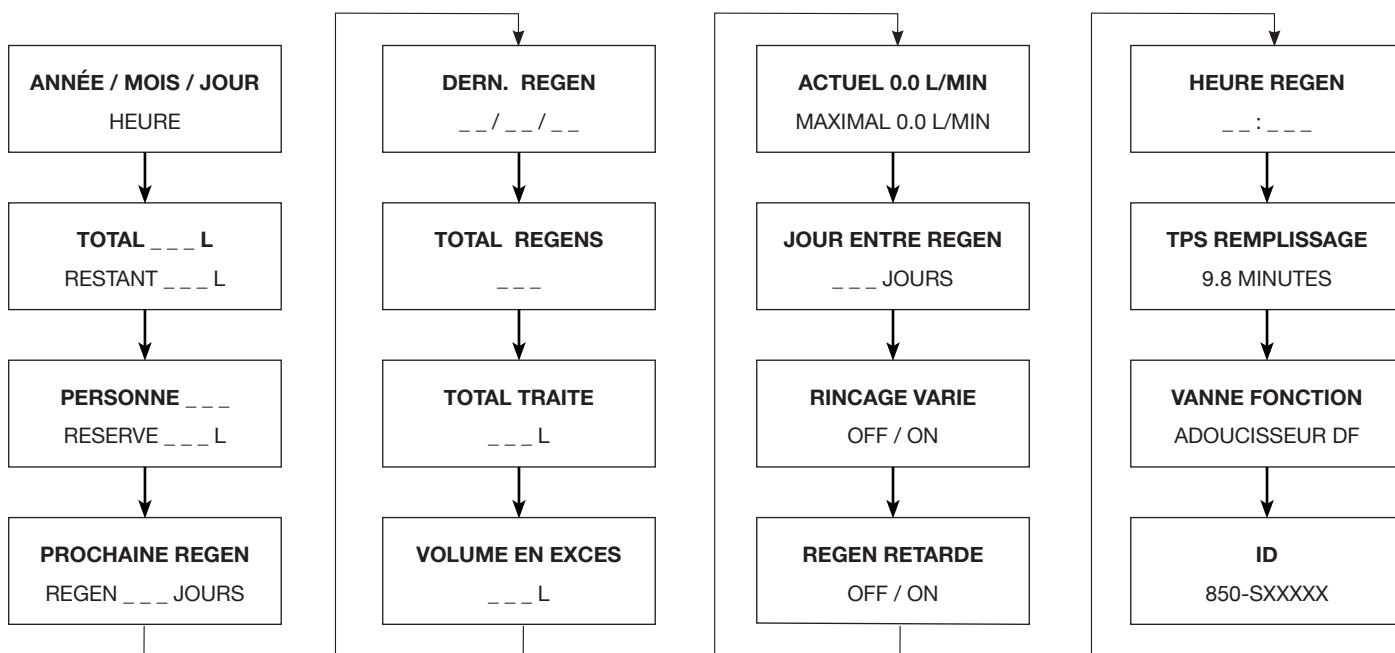 ANNÉE / MOIS / JOUR
HEURE
TOTAL _ _ _ L
RESTANT _ _ _ L
PERSONNE _ _ _
RESERVE _ _ _ L
PROCHAINE REGEN
REGEN _ _ _ JOURS
DERN. REGEN
_ _ / _ _ / _ _
TOTAL REGENS
_ _ _
TOTAL TRAITE
_ _ _ L
VOLUME EN EXCES
_ _ _ L
ACTUEL 0.0 L/MIN
MAXIMAL 0.0 L/MIN
JOUR ENTRE REGEN
_ _ _ JOURS
RINCAGE VARIE
OFF / ON
REGEN RETARDE
OFF / ON
HEURE REGEN
_ _ : _ _ _
TPS REMPLISSAGE
9.8 MINUTES
VANNE FONCTION
ADOUCISSEUR DF
ID
850-SXXXXX